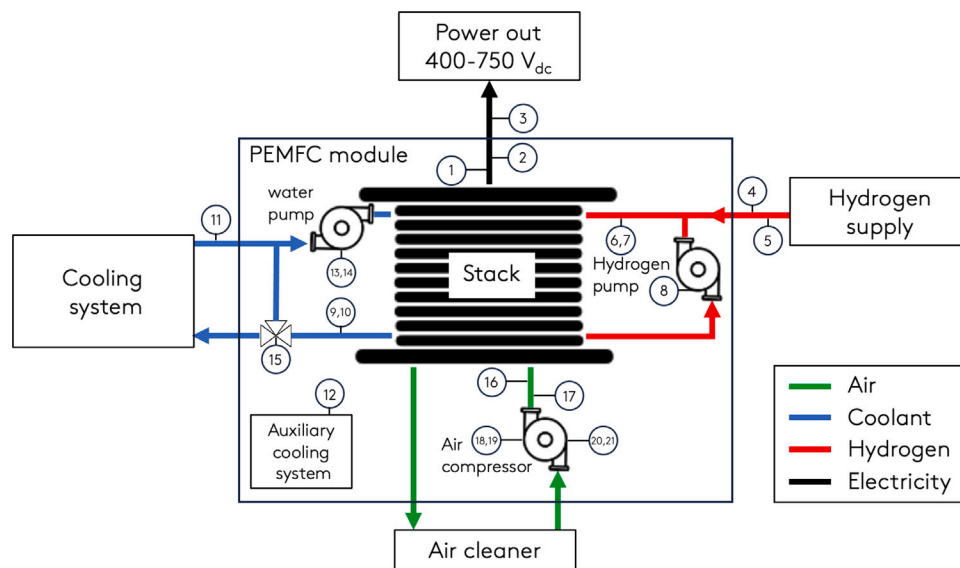 Power out
400-750 Vdc
3
PEMFC module
1
2
water
pump
4
Hydrogen
supply
11
6,7
5
Cooling
system
13,14
Stack
Hydrogen
pump
8
9,10
15
16
17
12
Auxiliary
cooling
system
18,19
20,21
Air
compressor
Air
Coolant
Hydrogen
Electricity
Air cleaner